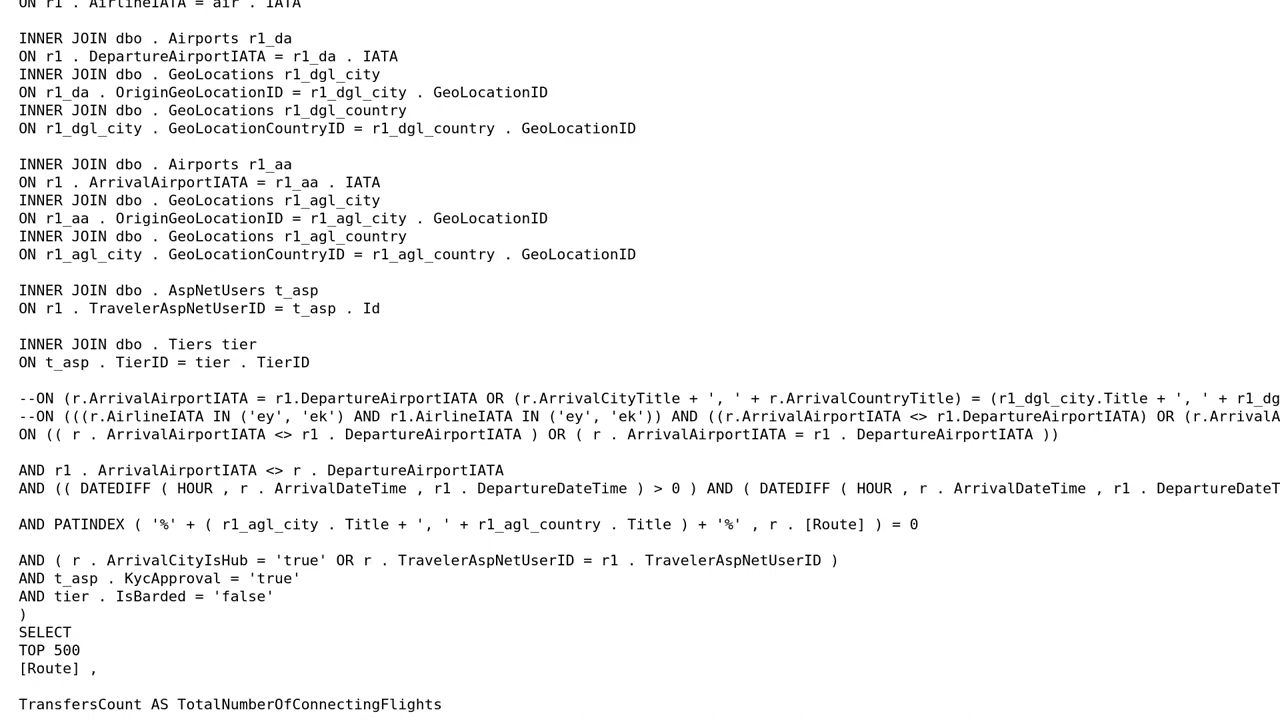 ON r1 . AirlineIATA = air . IATA
INNER JOIN dbo . Airports r1_da
ON r1 . DepartureAirportIATA = r1_da . IATA
INNER JOIN dbo . GeoLocations r1_dgl_city
ON r1_da . OriginGeoLocationID = r1_dgl_city . GeoLocationID
INNER JOIN dbo . GeoLocations r1_dgl_country
ON r1_dgl_city . GeoLocationCountryID = r1_dgl_country . GeoLocationID
INNER JOIN dbo . Airports r1_aa
ON r1 . ArrivalAirportIATA = r1_aa . IATA
INNER JOIN dbo . GeoLocations r1_agl_city
ON r1_aa . OriginGeoLocationID = r1_agl_city . GeoLocationID
INNER JOIN dbo . GeoLocations r1_agl_country
ON r1_agl_city . GeoLocationCountryID = r1_agl_country . GeoLocationID
INNER JOIN dbo . AspNetUsers t_asp
ON r1 . TravelerAspNetUserID = t_asp . Id
INNER JOIN dbo . Tiers tier
ON t_asp . TierID = tier . TierID
--ON (r.ArrivalAirportIATA = r1.DepartureAirportIATA OR (r.ArrivalCityTitle + ', ' + r.ArrivalCountryTitle) = (r1_dgl_city.Title + ', ' + r1_dg
--ON (((r.AirlineIATA IN ('ey', 'ek') AND r1.AirlineIATA IN ('ey', 'ek')) AND ((r.ArrivalAirportIATA <> r1.DepartureAirportIATA) OR (r.ArrivalA
ON (( r . ArrivalAirportIATA <> r1 . DepartureAirportIATA ) OR ( r . ArrivalAirportIATA = r1 . DepartureAirportIATA ))
AND r1 . ArrivalAirportIATA <> r . DepartureAirportIATA
AND (( DATEDIFF ( HOUR , r . ArrivalDateTime , r1 . DepartureDateTime ) > 0 ) AND ( DATEDIFF ( HOUR , r . ArrivalDateTime , r1 . DepartureDateT
AND PATINDEX ( '%' + ( r1_agl_city . Title + ', ' + r1_agl_country . Title ) + '%' , r . [Route] ) = 0
AND ( r . ArrivalCityIsHub = 'true' OR r . TravelerAspNetUserID = r1 . TravelerAspNetUserID )
AND t_asp . KycApproval = 'true'
AND tier . IsBarded = 'false'
)
SELECT
TOP 500
[Route] ,
TransfersCount AS TotalNumberOfConnectingFlights